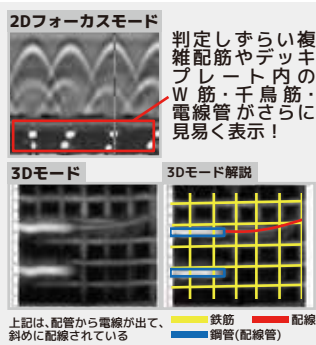 2Dフォーカスモード
判定しずらい複
雑配筋やデッキ
プレート内の
W筋・千鳥筋・
電線管がさらに
見易く表示！
3Dモード
3Dモード解説
上記は、配管から電線が出て、
斜めに配線されている
鉄筋
配線
鋼管(配線管)